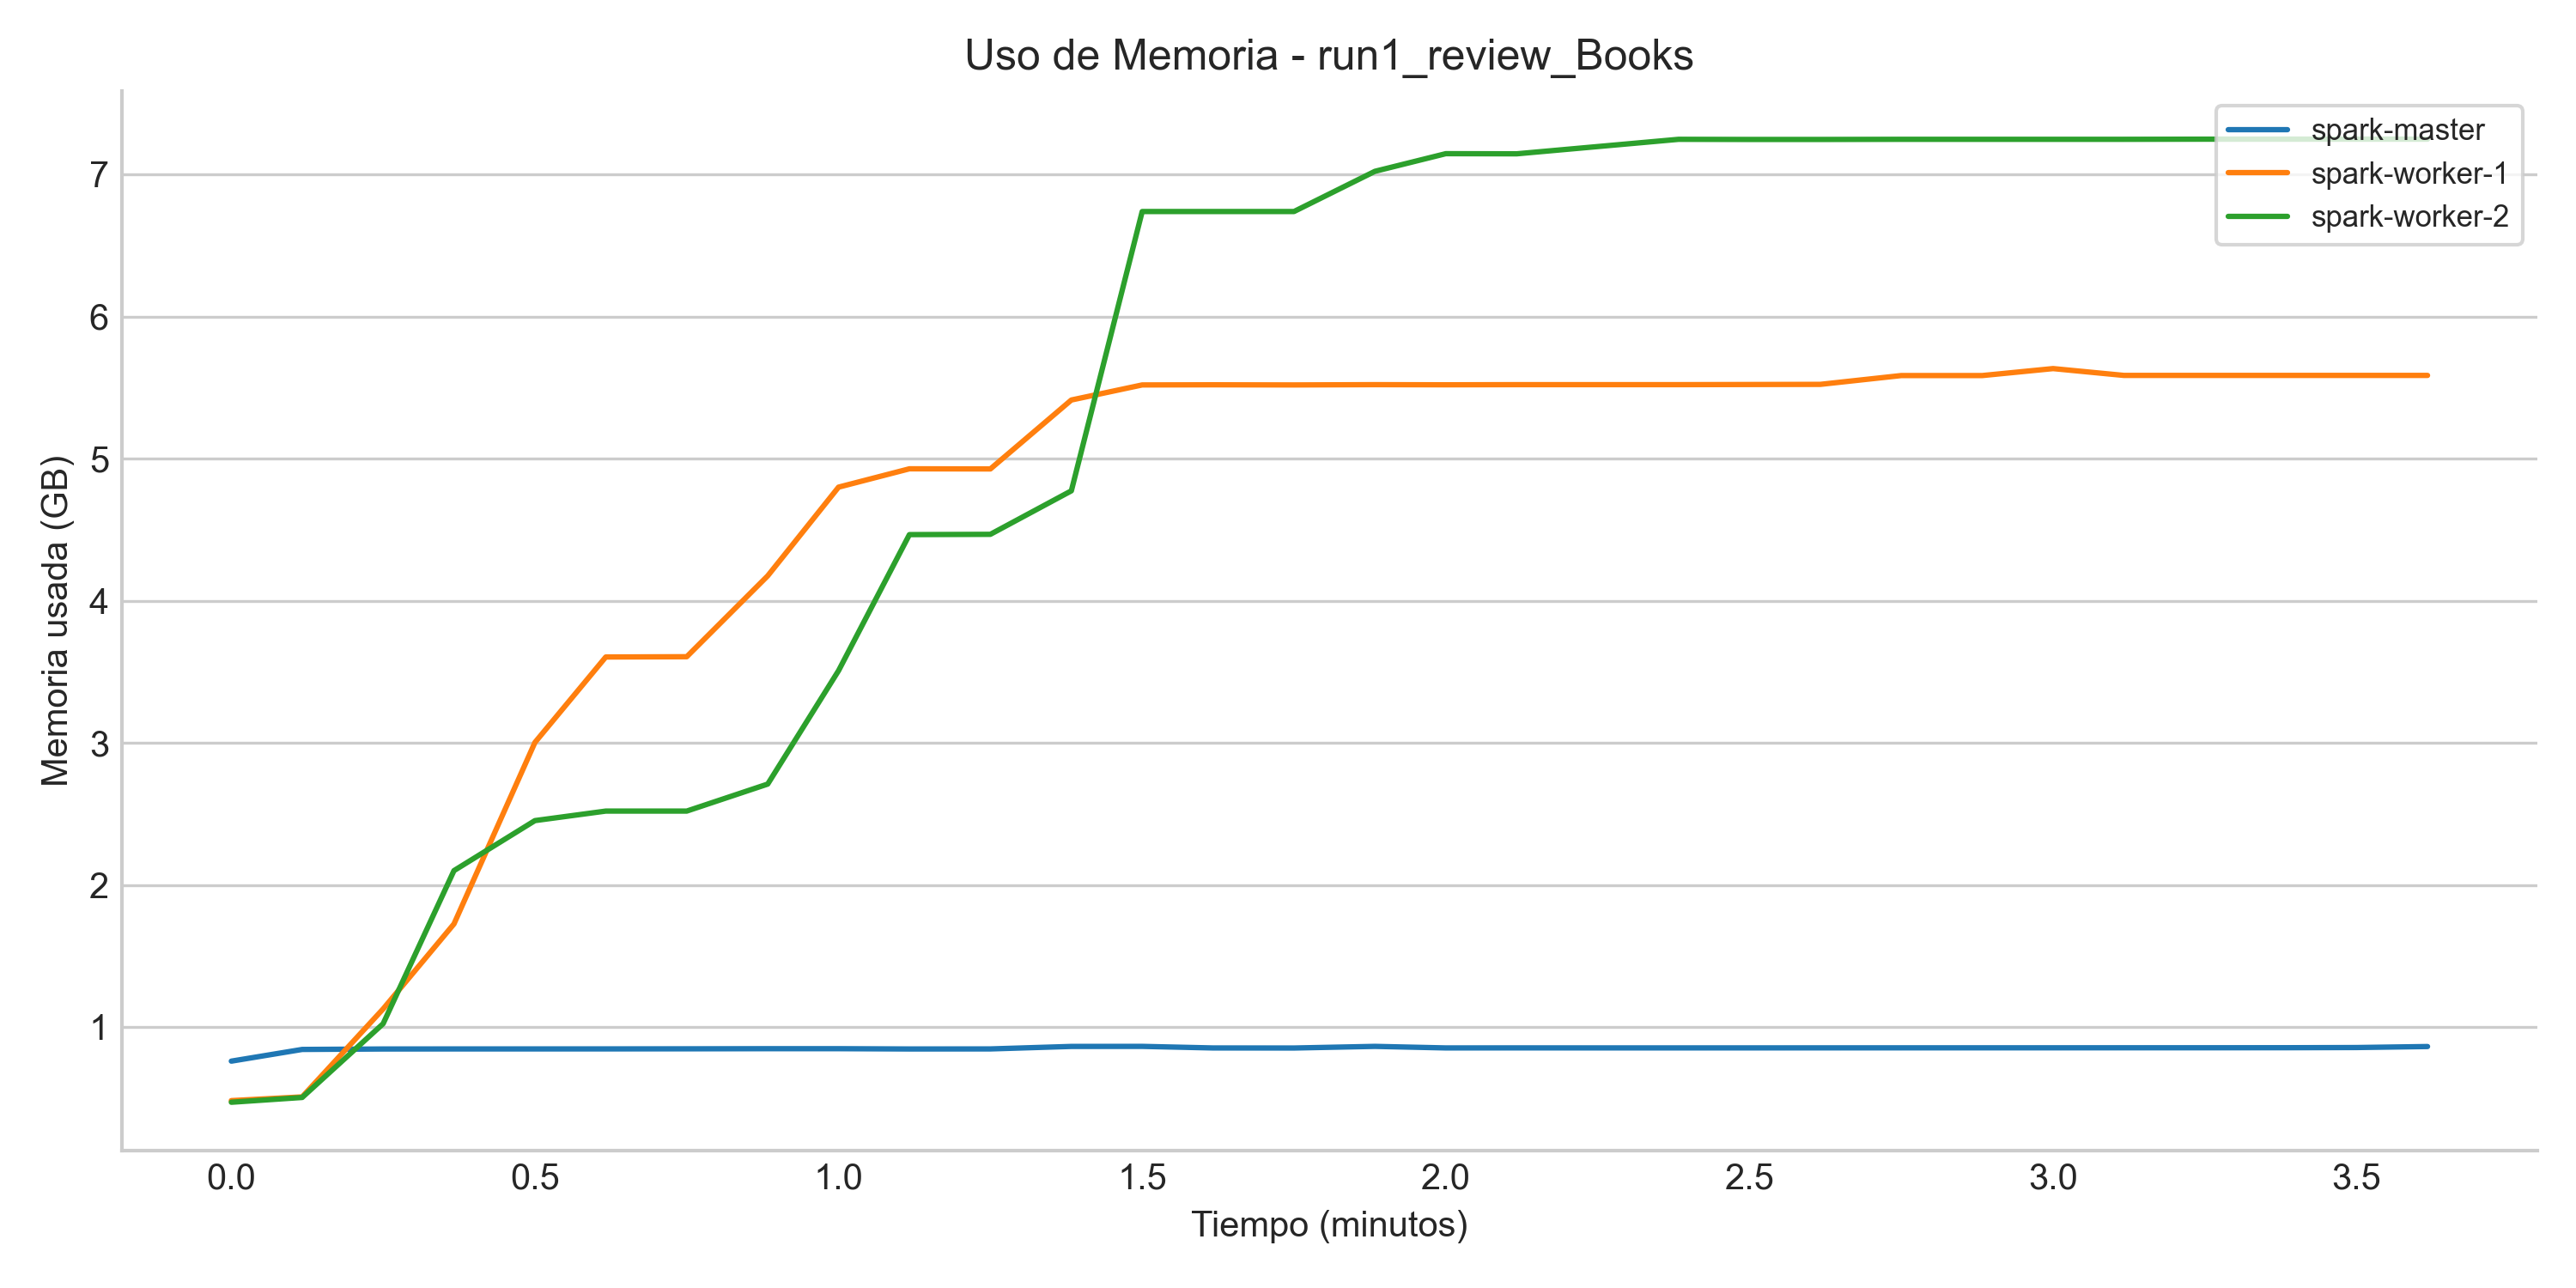 Uso de Memoria - run1_review_Books
spark-master
spark-worker-1
spark-worker-2
Memoria usada (GB)
7
6
5
4
3
2
1
0.0 0.5 1.0 1.5 2.0 2.5 3.0 3.5
Tiempo (minutos)